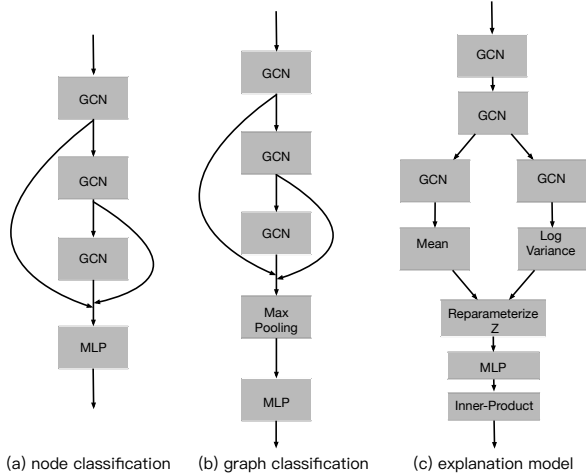 GCN
GCN
GCN
MLP
(a) node classification
GCN
GCN
GCN
Max
Pooling
MLP
(b) graph classification
GCN
GCN
GCN
GCN
Mean
Log
Variance
Reparameterize
Z
MLP
Inner-Product
(c) explanation model